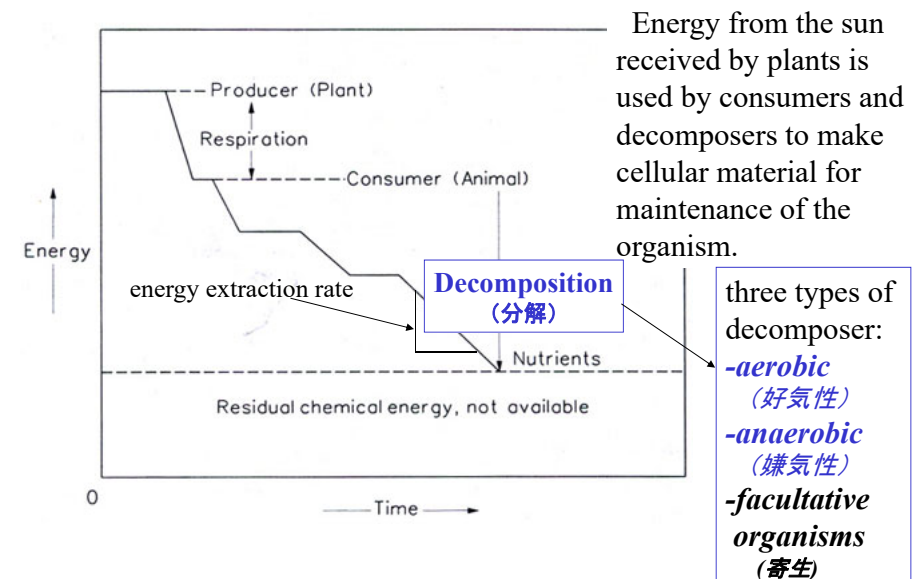 Energy from the sun
received by plants is
used by consumers and
decomposers to make
cellular material for
maintenance of the
organism.
Producer (Plant)
Respiration
Consumer (Animal)
Energy
energy extraction rate
Decomposition
(分解)
Nutrients
Residual chemical energy, not available
0
Time
three types of
decomposer:
-aerobic
(好気性)
-anaerobic
(嫌気性)
-facultative
organisms
(寄生)